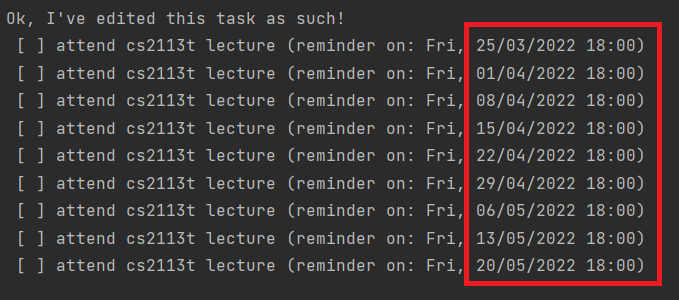 Ok, I've edited this task as such!
[ ] attend cs2113t lecture (reminder on: Fri, 25/03/2022 18:00)
[ ] attend cs2113t lecture (reminder on: Fri, 01/04/2022 18:00)
[ ] attend cs2113t lecture (reminder on: Fri, 08/04/2022 18:00)
[ ] attend cs2113t lecture (reminder on: Fri, 15/04/2022 18:00)
[ ] attend cs2113t lecture (reminder on: Fri, 22/04/2022 18:00)
[ ] attend cs2113t lecture (reminder on: Fri, 29/04/2022 18:00)
[ ] attend cs2113t lecture (reminder on: Fri, 06/05/2022 18:00)
[ ] attend cs2113t lecture (reminder on: Fri, 13/05/2022 18:00)
[ ] attend cs2113t lecture (reminder on: Fri, 20/05/2022 18:00)